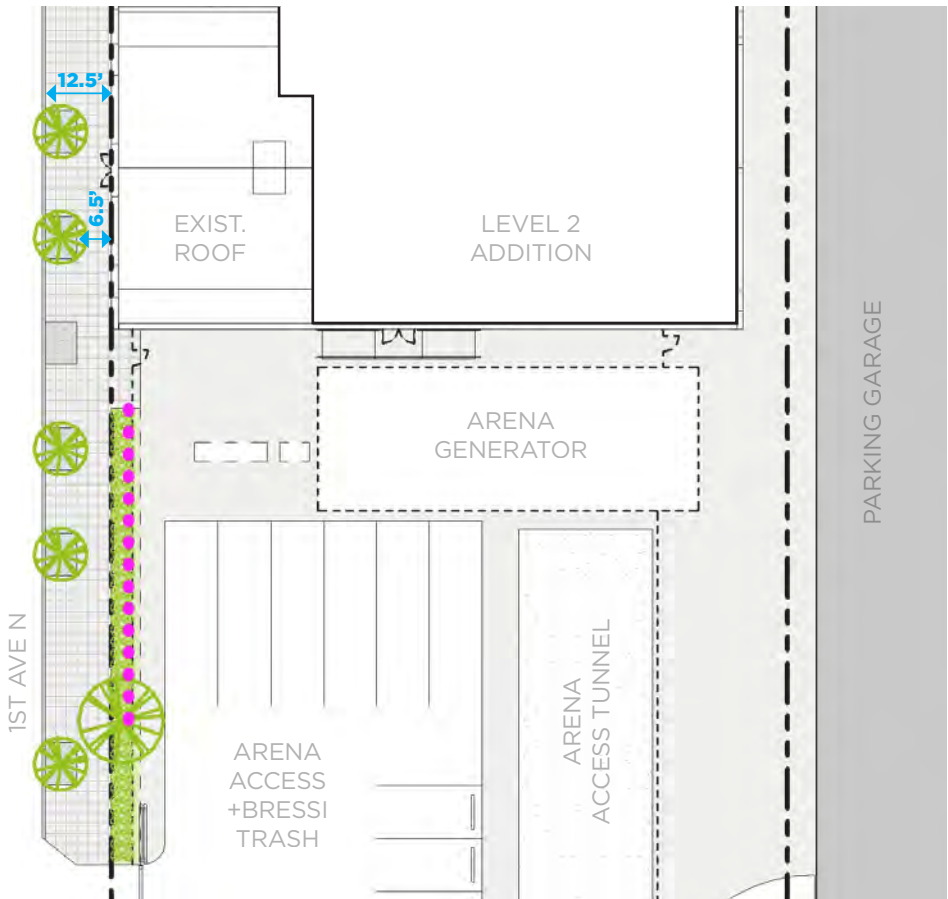 12.5’
6.5’
EXIST.
ROOF
LEVEL 2
ADDITION
ARENA
GENERATOR
PARKING GARAGE
1ST AVE N
ARENA
ACCESS
+BRESSI
TRASH
ARENA
ACCESS TUNNEL